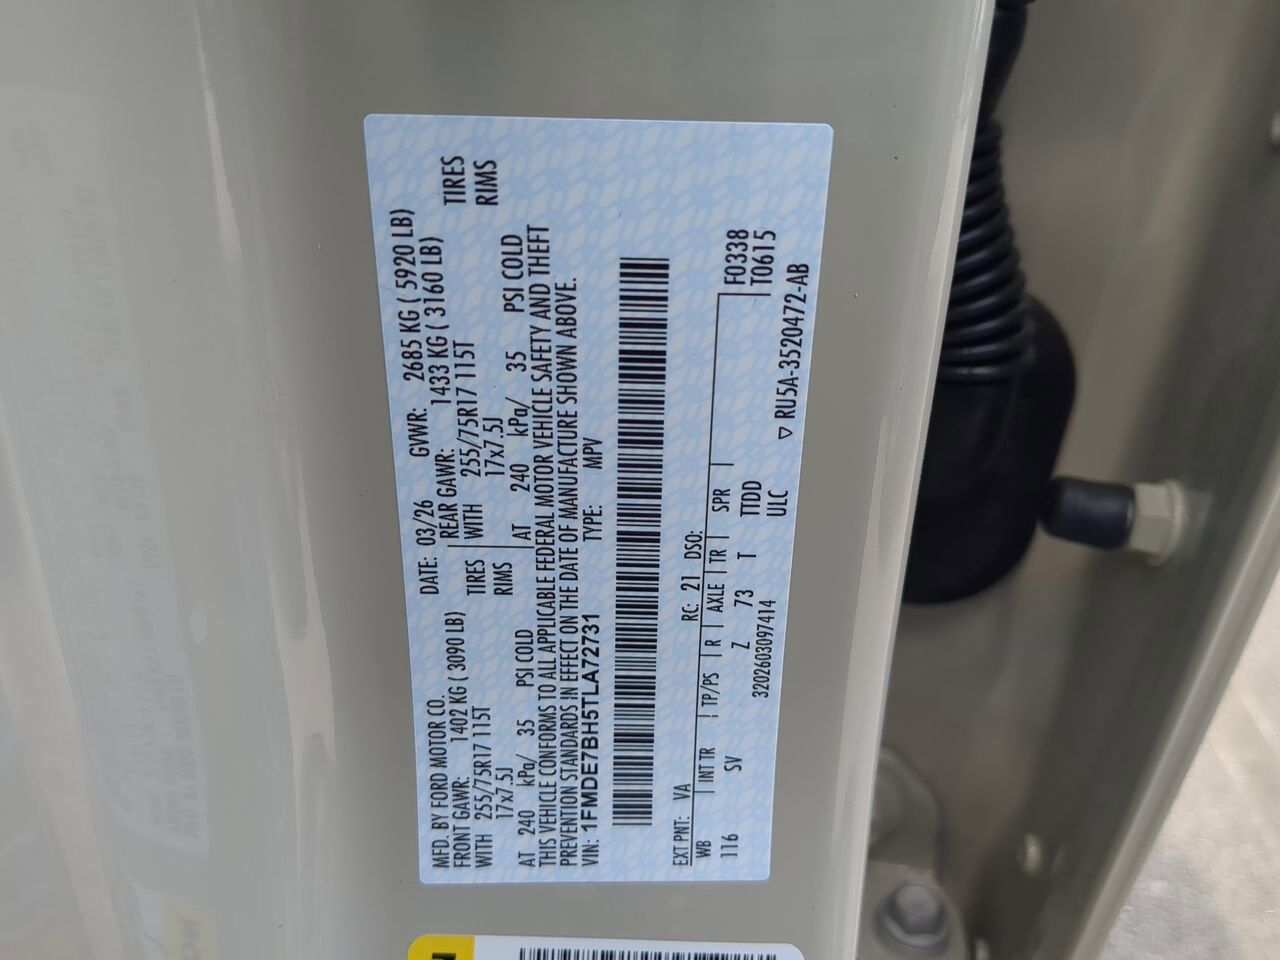 MFD. BY FORD MOTOR CO.
DATE: 03/26 GVWR: 2685 KG ( 5920 LB)
FRONT GAWR: 1402 KG ( 3090 LB) REAR GAWR: 1433 KG ( 3160 LB)
WITH 255/75R17 115T TIRES WITH 255/75R17 115T TIRES
17x7.5J RIMS 17x7.5J RIMS
AT 240 kPa/ 35 PSI COLD AT 240 kPa/ 35 PSI COLD
THIS VEHICLE CONFORMS TO ALL APPLICABLE FEDERAL MOTOR VEHICLE SAFETY AND THEFT
PREVENTION STANDARDS IN EFFECT ON THE DATE OF MANUFACTURE SHOWN ABOVE.
VIN: 1FMDE7BH5TLA72731 TYPE: MPV
EXT PNT: VA RC: 21 DSO:
WB INT TR TP/PS R AXLE TR SPR F0338
116 SV Z 73 T TTDD T0615
3202603097414 ULC
▽ RU5A-3520472-AB